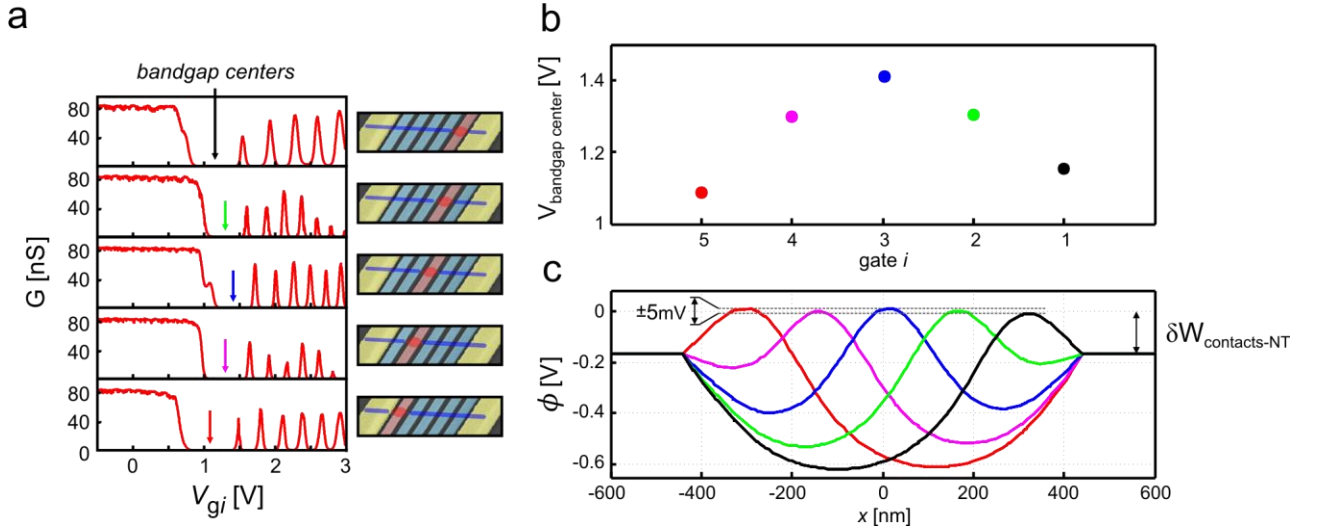 a
bandgap centers
80
40
80
40
80
40
80
40
80
40
0
0
1
2
3
G [nS]
Vgi [V]
b
1.4
1.2
1
Vbandgap center [V]
5
4
3
2
1
gate i
c
0
-0.2
-0.4
-0.6
ϕ [V]
±5mV
δWcontacts-NT
-600
-400
-200
0
200
400
600
x [nm]